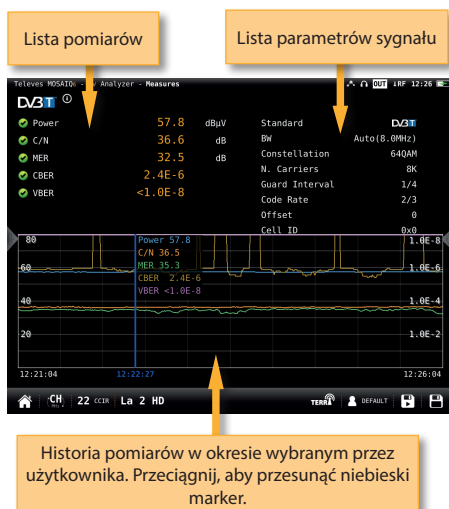 Lista pomiarów
Lista parametrów sygnału
Televes MOSAIQ6 - TV Analyzer - Measures
OUT ↓RF 12:26
DVB T
Power 57.8 dBµV
C/N 36.6 dB
MER 32.5 dB
CBER 2.4E-6
VBER <1.0E-8
Standard DVB T
BW Auto(8.0MHz)
Constellation 64QAM
N. Carriers 8K
Guard Interval 1/4
Code Rate 2/3
Offset 0
Cell ID 0x0
80 1.0E-8
Power 57.8
C/N 36.5
60 1.0E-6
MER 35.3
CBER 2.4E-6
VBER <1.0E-8
40 1.0E-4
20 1.0E-2
12:21:04 12:22:27 12:26:04
CH 22 CCIR La 2 HD TERR DEFAULT
Historia pomiarów w okresie wybranym przez
użytkownika. Przeciągnij, aby przesunąć niebieski
marker.